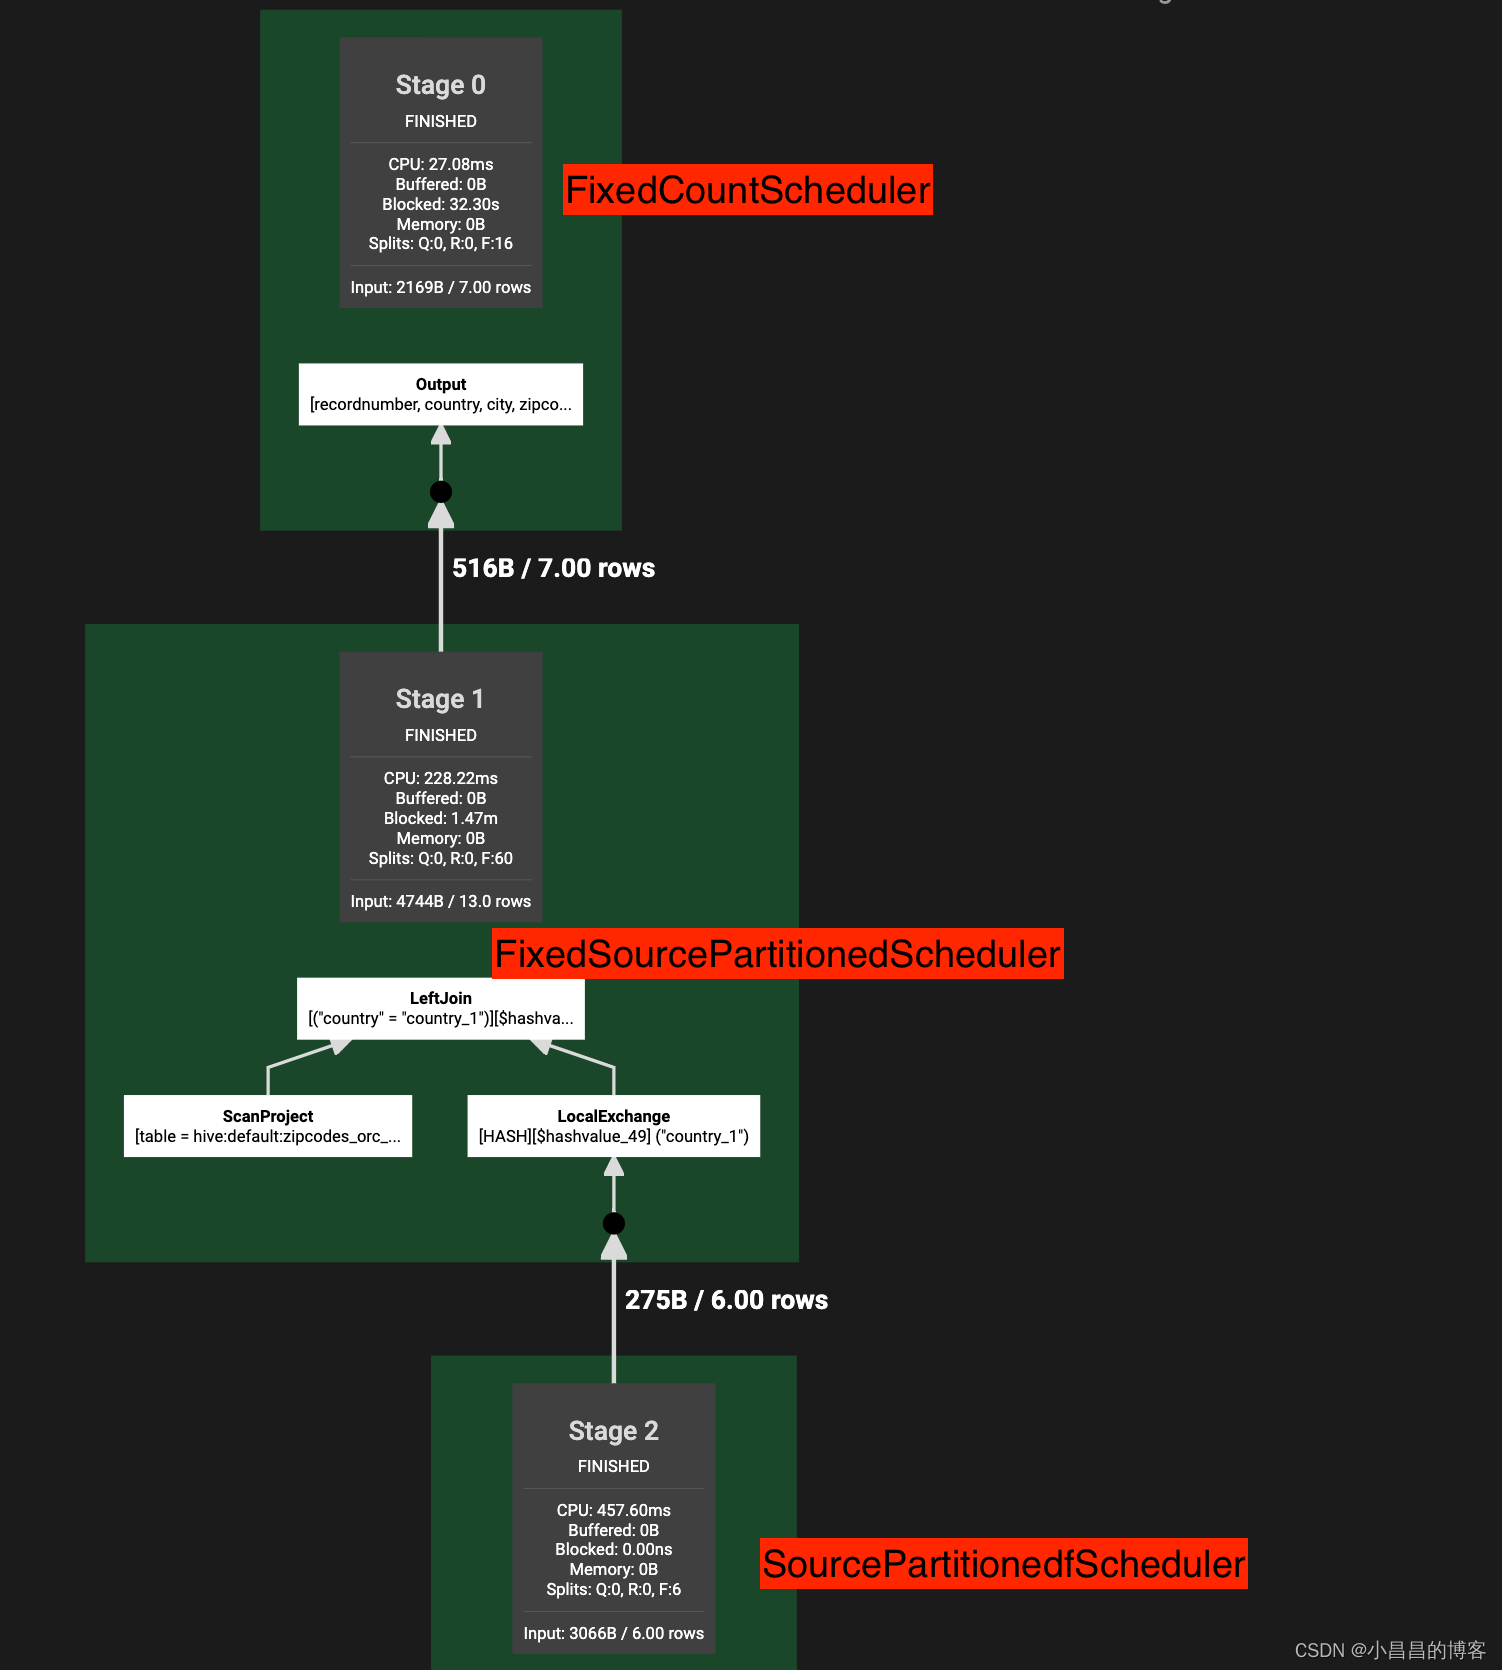 Stage 0
FINISHED
CPU: 27.08ms
Buffered: 0B
Blocked: 32.30s
Memory: 0B
Splits: Q:0, R:0, F:16
Input: 2169B / 7.00 rows
FixedCountScheduler
Output
[recordnumber, country, city, zipco...
516B / 7.00 rows
Stage 1
FINISHED
CPU: 228.22ms
Buffered: 0B
Blocked: 1.47m
Memory: 0B
Splits: Q:0, R:0, F:60
Input: 4744B / 13.0 rows
FixedSourcePartitionedScheduler
LeftJoin
[("country" = "country_1")][$hashva...
ScanProject
[table = hive:default:zipcodes_orc_...
LocalExchange
[HASH][$hashvalue_49] ("country_1")
275B / 6.00 rows
Stage 2
FINISHED
CPU: 457.60ms
Buffered: 0B
Blocked: 0.00ns
Memory: 0B
Splits: Q:0, R:0, F:6
Input: 3066B / 6.00 rows
SourcePartitionedfScheduler
CSDN @小昌昌的博客